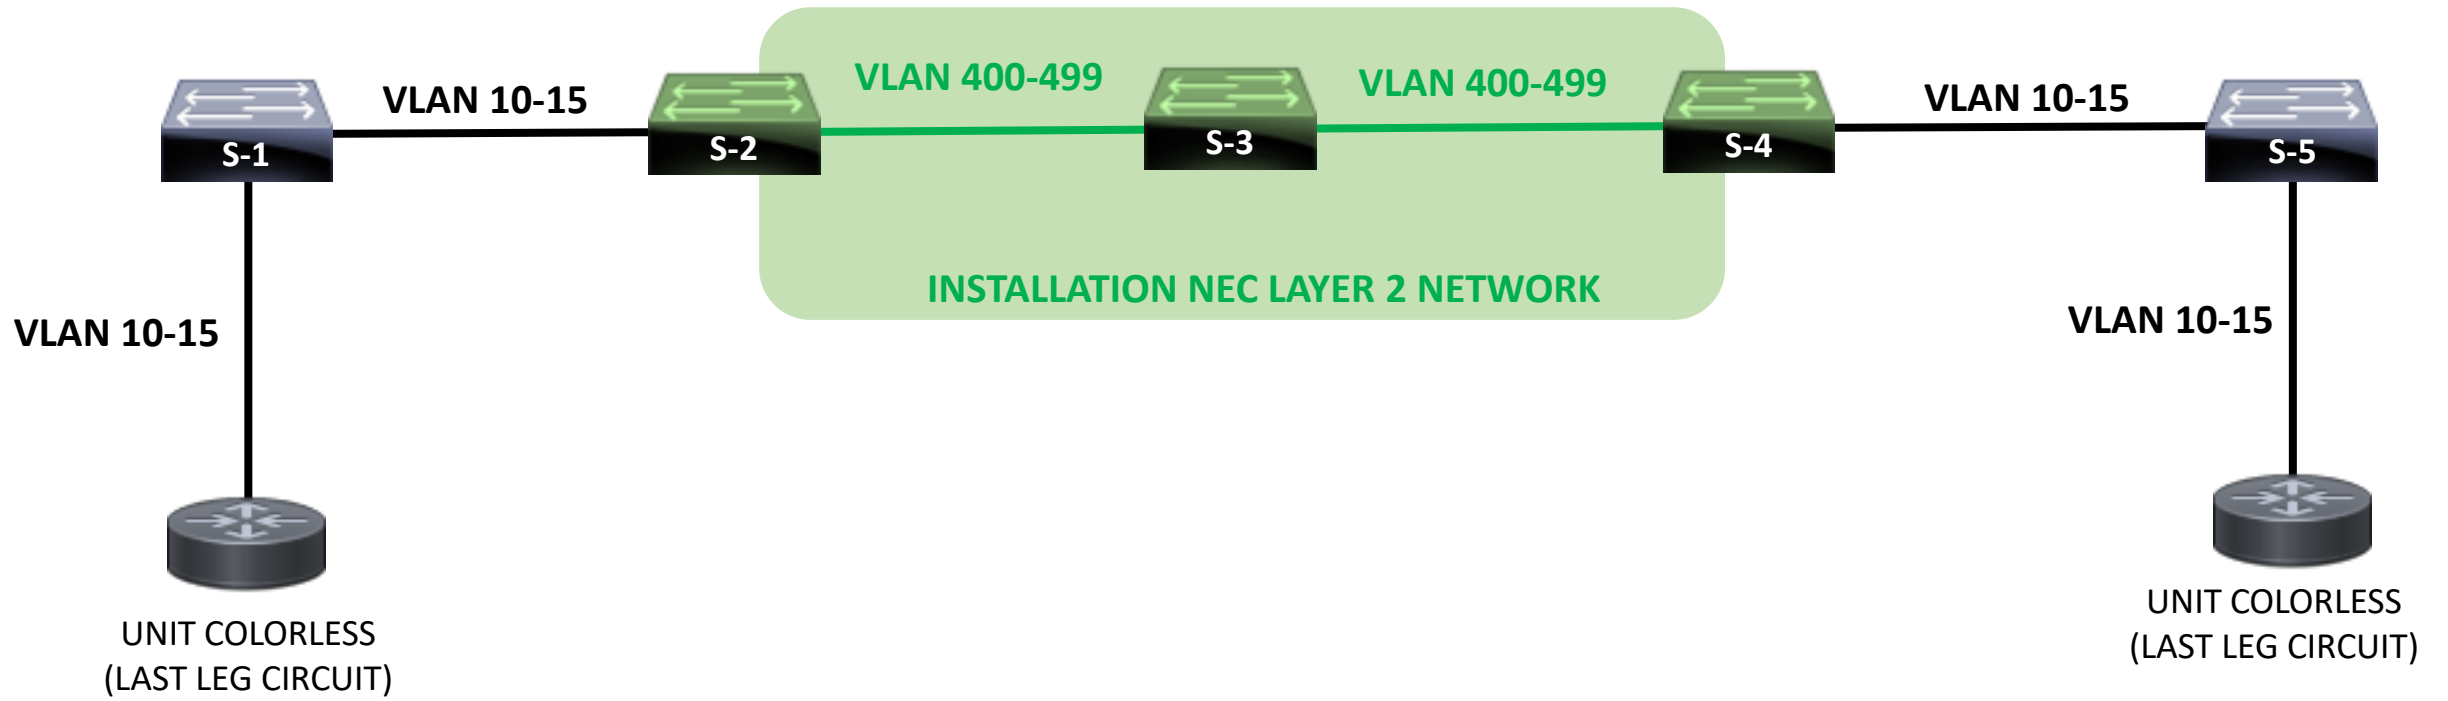 VLAN 400-499
VLAN 400-499
VLAN 10-15
VLAN 10-15
S-1
S-2
S-3
S-4
S-5
INSTALLATION NEC LAYER 2 NETWORK
VLAN 10-15
VLAN 10-15
UNIT COLORLESS
(LAST LEG CIRCUIT)
UNIT COLORLESS
(LAST LEG CIRCUIT)